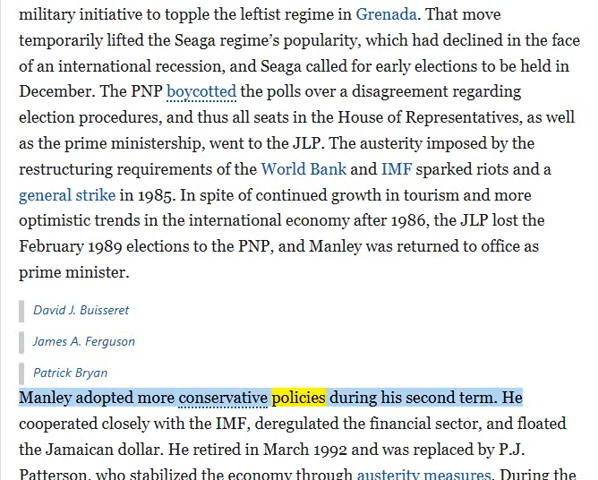 military initiative to topple the leftist regime in Grenada. That move
temporarily lifted the Seaga regime’s popularity, which had declined in the face
of an international recession, and Seaga called for early elections to be held in
December. The PNP boycotted the polls over a disagreement regarding
election procedures, and thus all seats in the House of Representatives, as well
as the prime ministership, went to the JLP. The austerity imposed by the
restructuring requirements of the World Bank and IMF sparked riots and a
general strike in 1985. In spite of continued growth in tourism and more
optimistic trends in the international economy after 1986, the JLP lost the
February 1989 elections to the PNP, and Manley was returned to office as
prime minister.
David J. Buisseret
James A. Ferguson
Patrick Bryan
Manley adopted more conservative policies during his second term. He
cooperated closely with the IMF, deregulated the financial sector, and floated
the Jamaican dollar. He retired in March 1992 and was replaced by P.J.
Patterson, who stabilized the economy through austerity measures. During the